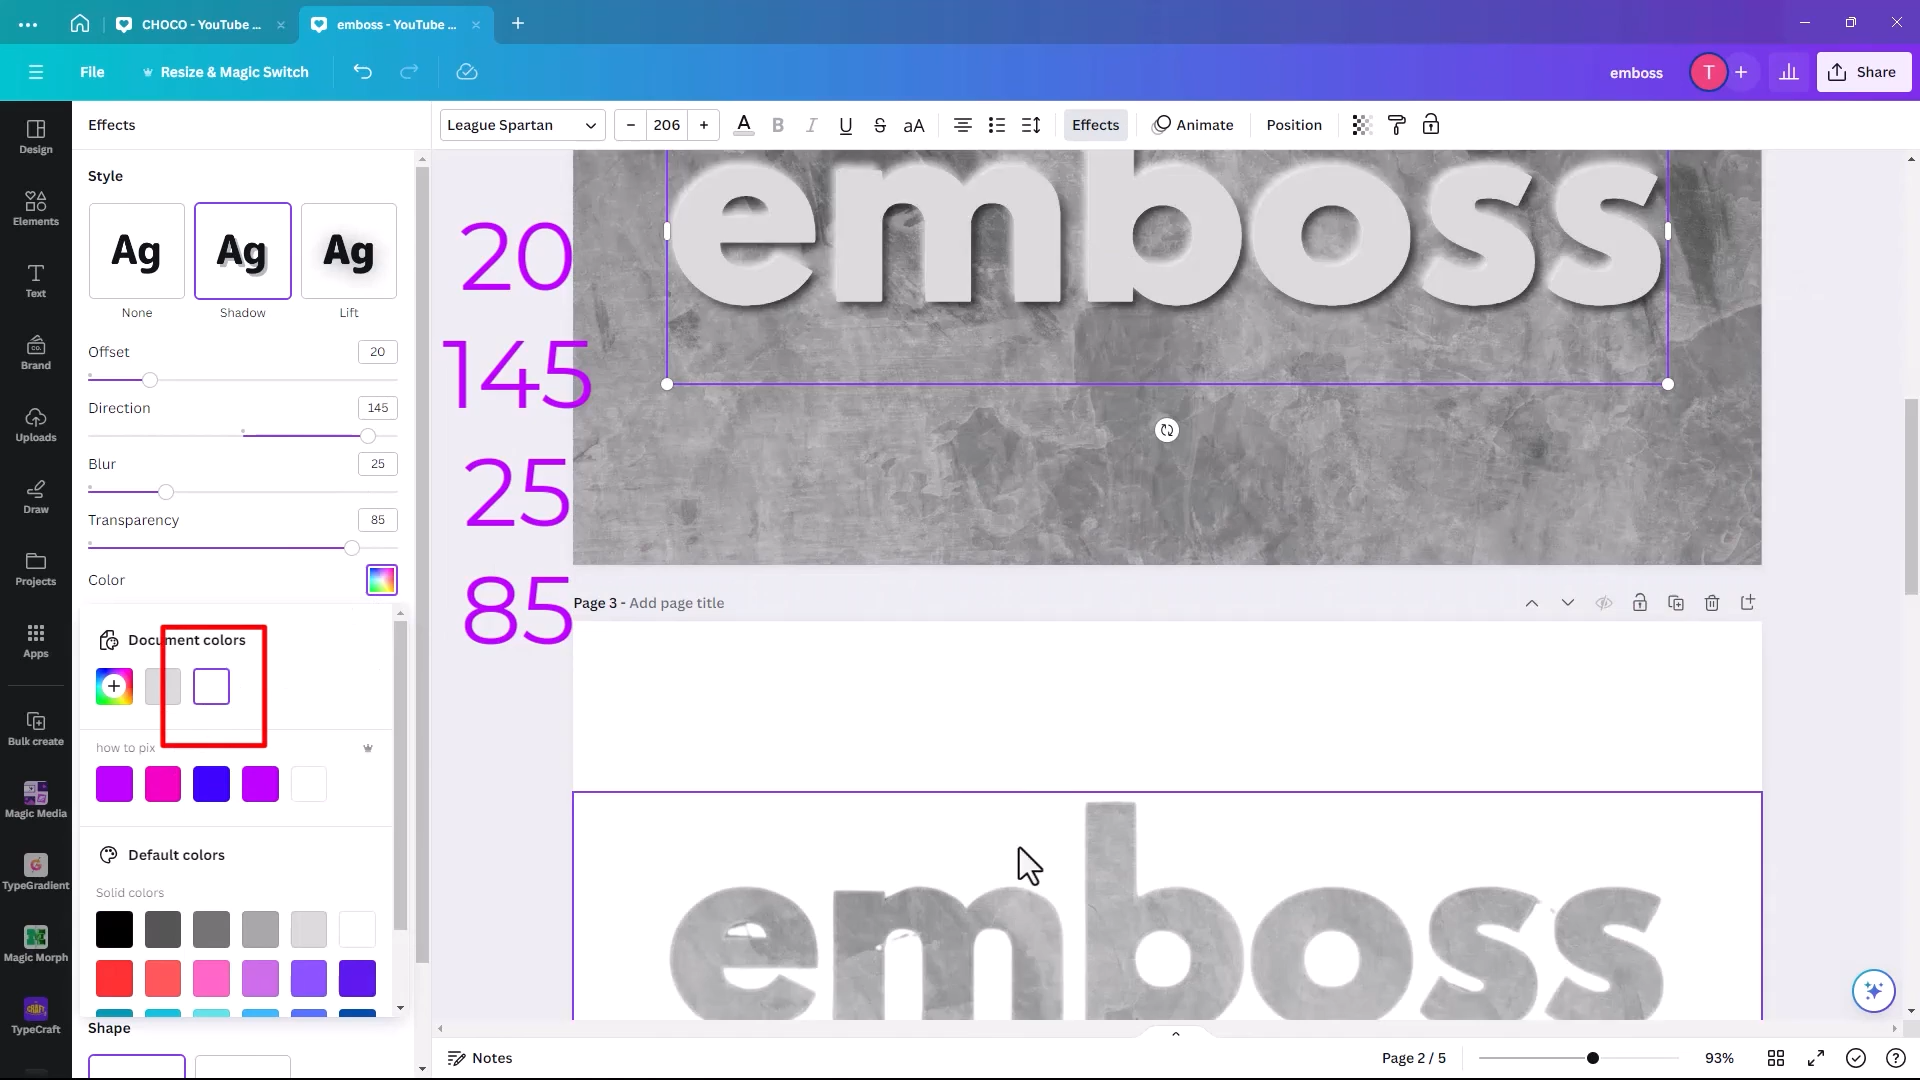 CHOCO - YouTube ...
emboss - YouTube ...
File
Resize & Magic Switch
emboss
T
Share
Design
Elements
Text
Brand
Uploads
Draw
Projects
Apps
Bulk create
Magic Media
TypeGradient
Magic Morph
TypeCraft
Effects
Style
Ag
Ag
Ag
None
Shadow
Lift
Offset
20
Direction
145
Blur
25
Transparency
85
Color
Document colors
how to pix
Default colors
Solid colors
Shape
League Spartan
206
A
B
I
U
S
aA
Effects
Animate
Position
20
145
25
85
emboss
Page 3 - Add page title
emboss
Notes
Page 2 / 5
93%